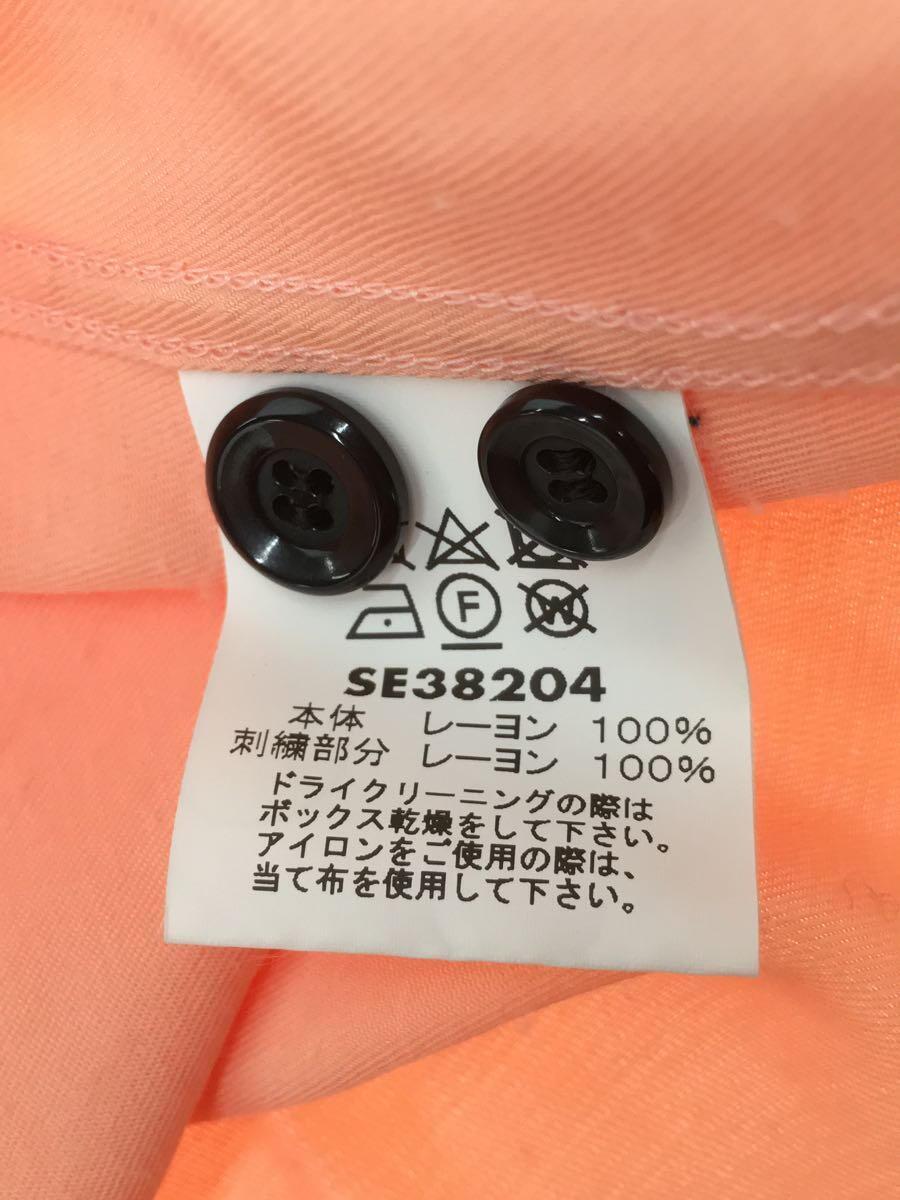 F
W
SE38204
本体 レーヨン 100%
刺繍部分 レーヨン 100%
ドライクリーニングの際は
ボックス乾燥をして下さい。
アイロンをご使用の際は、
当て布を使用して下さい。